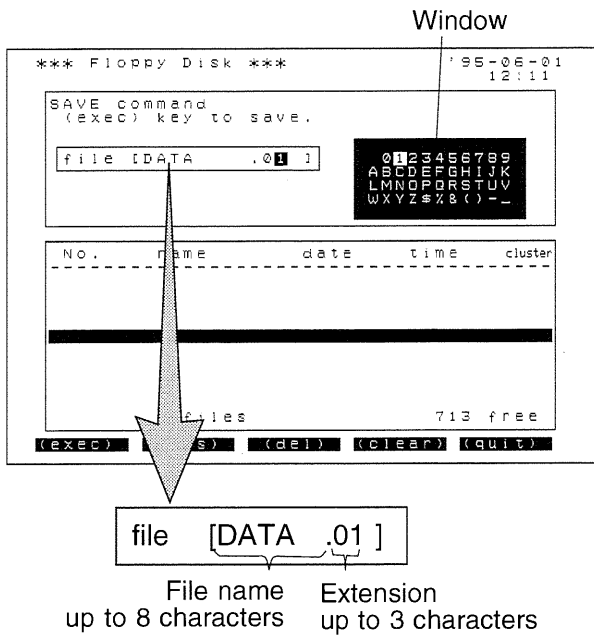 Window
*** Floppy Disk *** '95-06-01
12:11
SAVE command
(exec) key to save.
file [DATA .01 ]
0123456789
ABCDEFGHIJK
LMNOPQRSTUV
WXYZ$%&()-_
No. name date time cluster
files 713 free
(exec) (del) (clear) (quit)
file [DATA .01 ]
File name Extension
up to 8 characters up to 3 characters